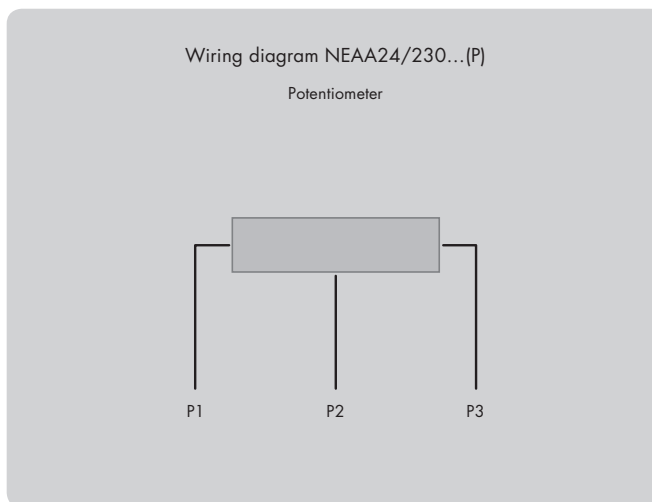 Wiring diagram NEAA24/230...(P)
Potentiometer
P1 P2 P3